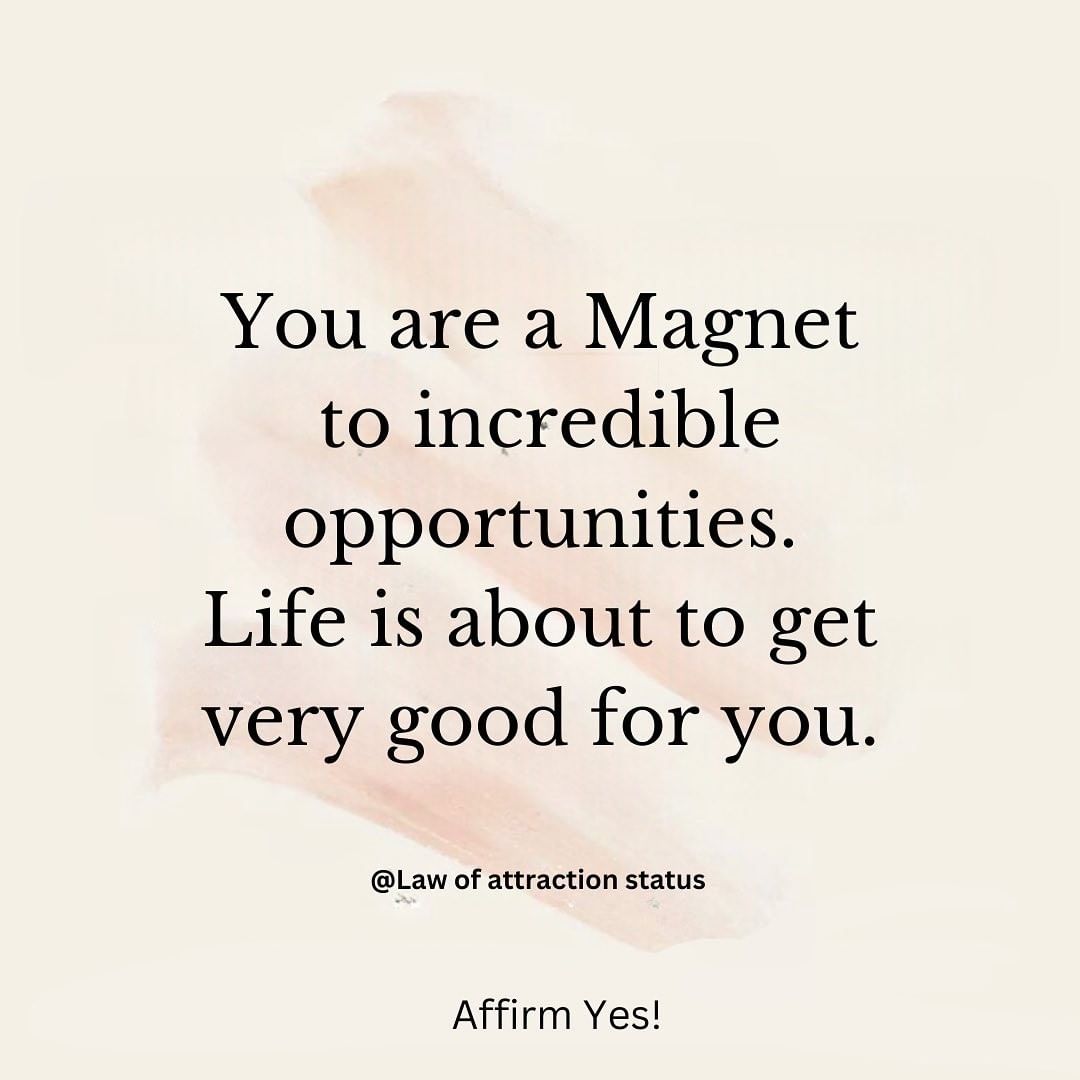 You are a Magnet
to incredible
opportunities.
Life is about to get
very good for you.
@Law of attraction status
Affirm Yes!